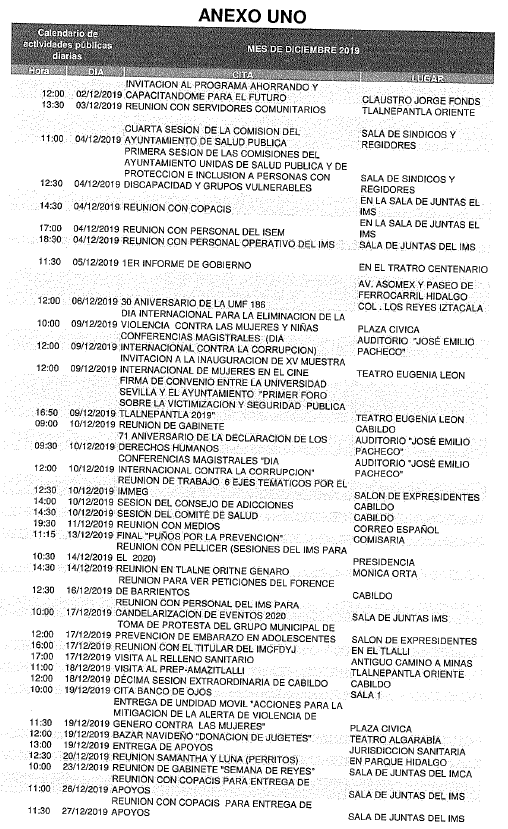 ANEXO UNO
Calendario de
actividades públicas
diarias
MES DE DICIEMBRE 2019
Hora DIA CITA LUGAR
INVITACION AL PROGRAMA AHORRANDO Y
12:00 02/12/2019 CAPACITANDOME PARA EL FUTURO CLAUSTRO JORGE FONDS
13:30 03/12/2019 REUNION CON SERVIDORES COMUNITARIOS TLALNEPANTLA ORIENTE
CUARTA SESION DE LA COMISION DEL SALA DE SINDICOS Y
11:00 04/12/2019 AYUNTAMIENTO DE SALUD PUBLICA REGIDORES
PRIMERA SESION DE LAS COMISIONES DEL
AYUNTAMIENTO UNIDAS DE SALUD PUBLICA Y DE
PROTECCION E INCLUSION A PERSONAS CON SALA DE SINDICOS Y
12:30 04/12/2019 DISCAPACIDAD Y GRUPOS VULNERABLES REGIDORES
EN LA SALA DE JUNTAS EL
14:30 04/12/2019 REUNION CON COPACIS IMS
EN LA SALA DE JUNTAS EL
17:00 04/12/2019 REUNION CON PERSONAL DEL ISEM IMS
18:30 04/12/2019 REUNION CON PERSONAL OPERATIVO DEL IMS SALA DE JUNTAS DEL IMS
11:30 05/12/2019 1ER INFORME DE GOBIERNO EN EL TRATRO CENTENARIO
AV. ASOMEX Y PASEO DE
FERROCARRIL HIDALGO
12:00 06/12/2019 30 ANIVERSARIO DE LA UMF 186 COL . LOS REYES IZTACALA
DIA INTERNACIONAL PARA LA ELIMINACION DE LA
10:00 09/12/2019 VIOLENCIA CONTRA LAS MUJERES Y NIÑAS PLAZA CIVICA
CONFERENCIAS MAGISTRALES (DIA AUDITORIO "JOSÉ EMILIO
12:00 09/12/2019 INTERNACIONAL CONTRA LA CORRUPCION) PACHECO"
INVITACION A LA INAUGURACION DE XV MUESTRA
12:00 09/12/2019 INTERNACIONAL DE MUJERES EN EL CINE TEATRO EUGENIA LEON
FIRMA DE CONVENIO ENTRE LA UNIVERSIDAD
SEVILLA Y EL AYUNTAMIENTO "PRIMER FORO
SOBRE LA VICTIMIZACION Y SEGURIDAD PUBLICA
16:50 09/12/2019 TLALNEPANTLA 2019" TEATRO EUGENIA LEON
09:00 10/12/2019 REUNION DE GABINETE CABILDO
71 ANIVERSARIO DE LA DECLARACION DE LOS AUDITORIO "JOSÉ EMILIO
09:30 10/12/2019 DERECHOS HUMANOS PACHECO"
CONFERENCIAS MAGISTRALES "DIA AUDITORIO "JOSÉ EMILIO
12:00 10/12/2019 INTERNACIONAL CONTRA LA CORRUPCION" PACHECO"
REUNION DE TRABAJO 6 EJES TEMATICOS POR EL
12:30 10/12/2019 IMMEG SALON DE EXPRESIDENTES
14:00 10/12/2019 SESION DEL CONSEJO DE ADICCIONES CABILDO
14:30 10/12/2019 SESION DEL COMITÉ DE SALUD CABILDO
19:30 11/12/2019 REUNION CON MEDIOS CORREO ESPAÑOL
11:15 13/12/2019 FINAL "PUÑOS POR LA PREVENCION" COMISARIA
REUNION CON PELLICER (SESIONES DEL IMS PARA
10:30 14/12/2019 EL 2020) PRESIDENCIA
14:30 14/12/2019 REUNION EN TLALNE ORITNE GENARO MONICA ORTA
REUNION PARA VER PETICIONES DEL FORENCE
12:30 16/12/2019 DE BARRIENTOS CABILDO
REUNION CON PERSONAL DEL IMS PARA
10:00 17/12/2019 CANDELARIZACION DE EVENTOS 2020 SALA DE JUNTAS IMS
TOMA DE PROTESTA DEL GRUPO MUNICIPAL DE
12:00 17/12/2019 PREVENCION DE EMBARAZO EN ADOLESCENTES SALON DE EXPRESIDENTES
16:00 17/12/2019 REUNION CON EL TITULAR DEL IMCFDYJ EN EL TLALLI
17:00 17/12/2019 VISITA AL RELLENO SANITARIO ANTIGUO CAMINO A MINAS
11:00 18/12/2019 VISITA AL PREP-AMAZITLALLI TLALNEPANTLA ORIENTE
12:00 18/12/2019 DÉCIMA SESION EXTRAORDINARIA DE CABILDO CABILDO
10:00 19/12/2019 CITA BANCO DE OJOS SALA 1
ENTREGA DE UNDIDAD MOVIL "ACCIONES PARA LA
MITIGACION DE LA ALERTA DE VIOLENCIA DE
11:30 19/12/2019 GENERO CONTRA LAS MUJERES" PLAZA CIVICA
12:00 19/12/2019 BAZAR NAVIDEÑO "DONACION DE JUGETES" TEATRO ALGARABÍA
13:00 19/12/2019 ENTREGA DE APOYOS JURISDICCION SANITARIA
12:30 20/12/2019 REUNION SAMANTHA Y LUNA (PERRITOS) EN PARQUE HIDALGO
10:00 23/12/2019 REUNION DE GABINETE "SEMANA DE REYES" SALA DE JUNTAS DEL IMCA
REUNION CON COPACIS PARA ENTREGA DE
11:00 26/12/2019 APOYOS SALA DE JUNTAS DEL IMS
REUNION CON COPACIS PARA ENTREGA DE
11:30 27/12/2019 APOYOS SALA DE JUNTAS DEL IMS